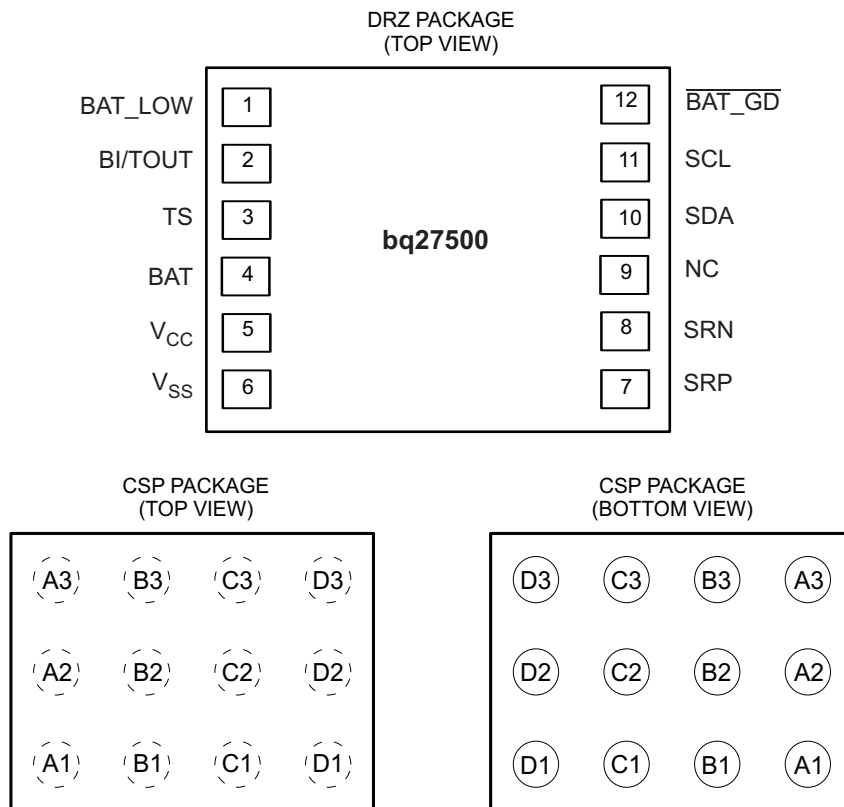 DRZ PACKAGE
(TOP VIEW)
BAT_LOW 1 12 BAT_GD
BI/TOUT 2 11 SCL
TS 3 10 SDA
bq27500
BAT 4 9 NC
VCC 5 8 SRN
VSS 6 7 SRP
CSP PACKAGE
(TOP VIEW)
A3 B3 C3 D3
A2 B2 C2 D2
A1 B1 C1 D1
CSP PACKAGE
(BOTTOM VIEW)
D3 C3 B3 A3
D2 C2 B2 A2
D1 C1 B1 A1